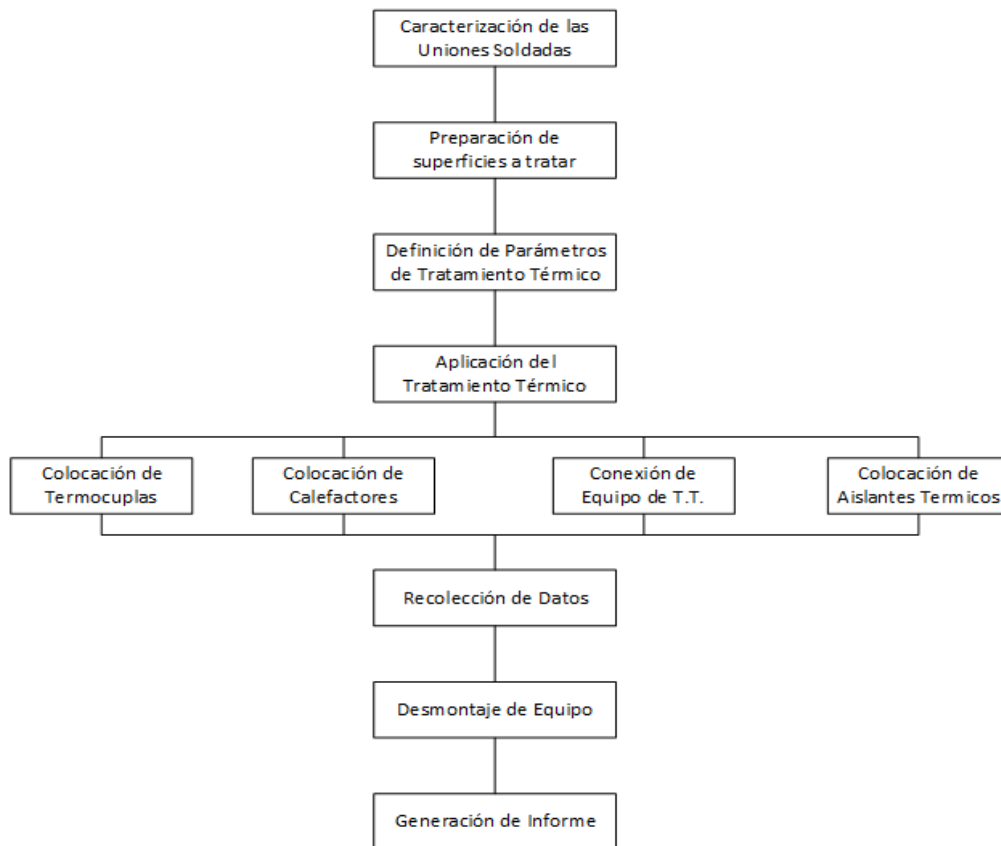 Caracterización de las
Uniones Soldadas
Preparación de
superficies a tratar
Definición de Parámetros
de Tratamiento Térmico
Aplicación del
Tratamiento Térmico
Colocación de
Termocuplas
Colocación de
Calefactores
Conexión de
Equipo de T.T.
Colocación de
Aislantes Termicos
Recolección de Datos
Desmontaje de Equipo
Generación de Informe